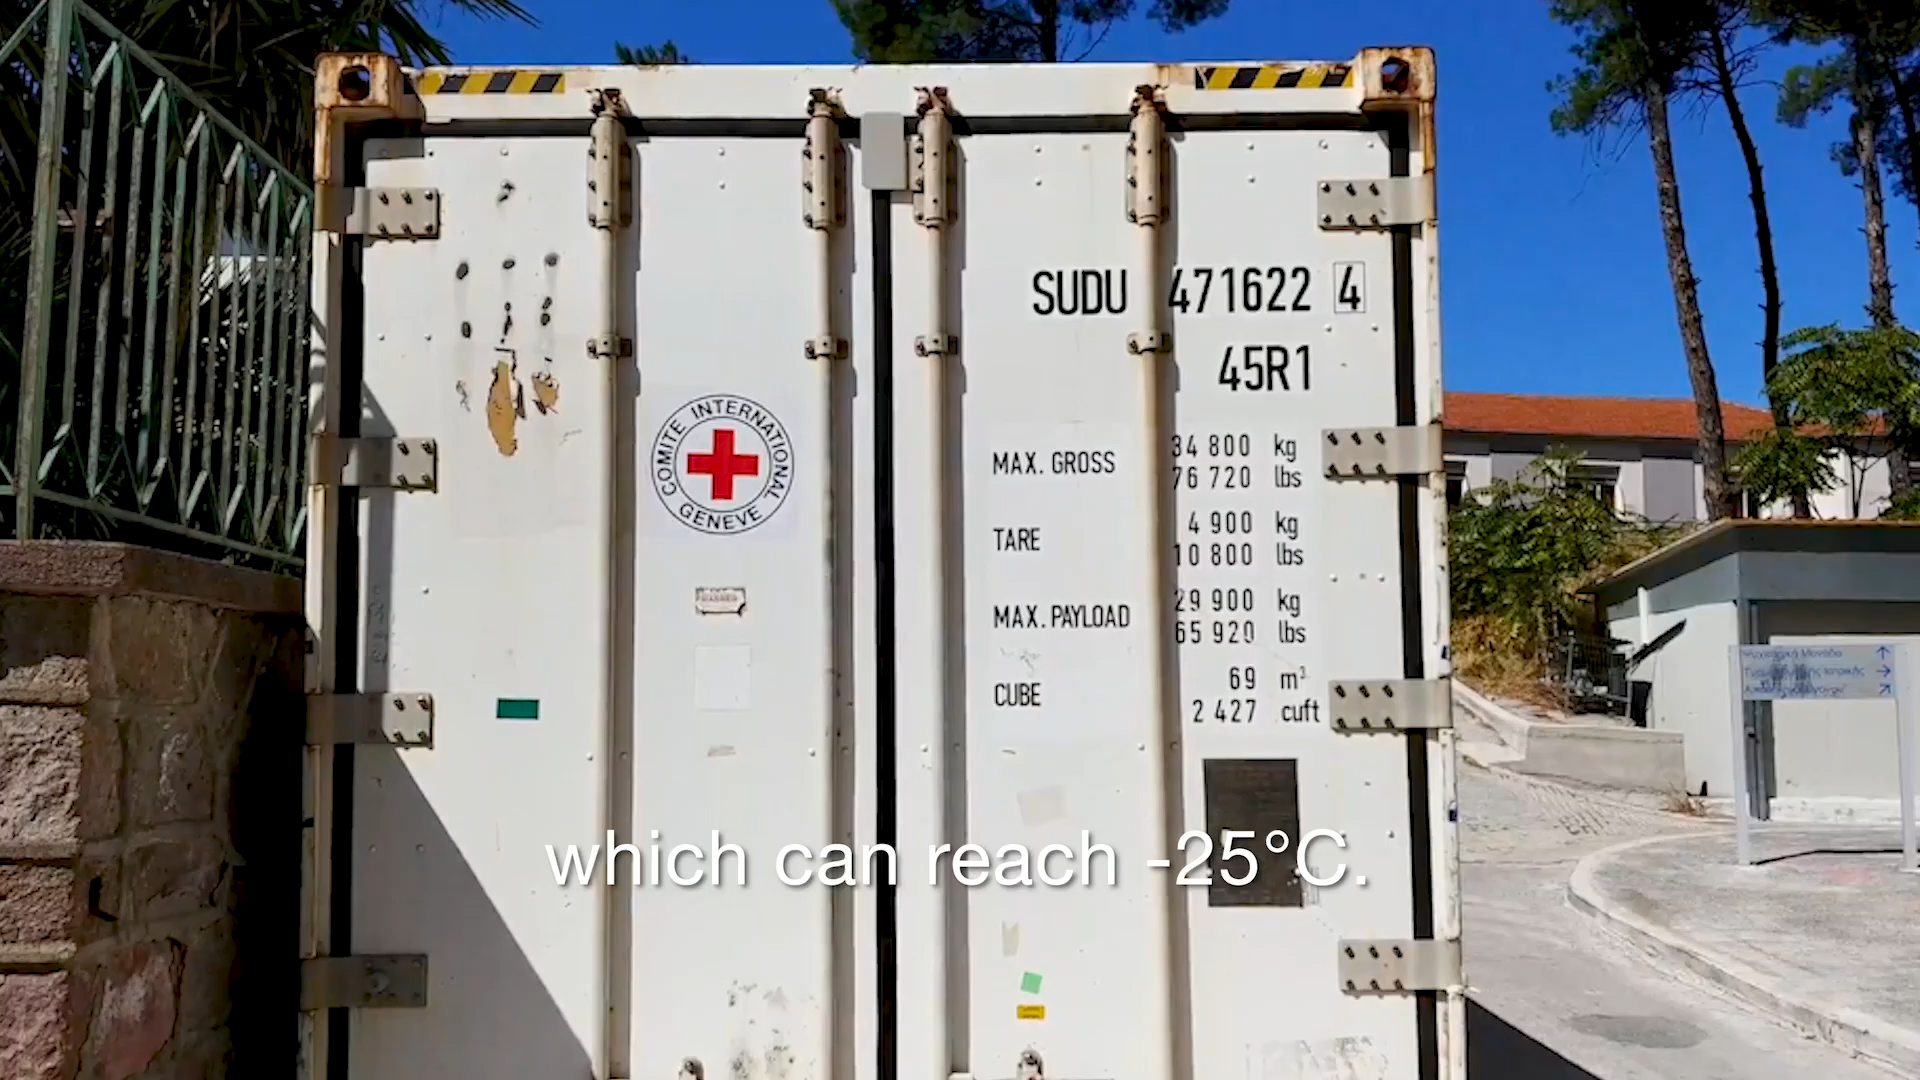 COMITE INTERNATIONAL GENEVE
SUDU 471622 4
45R1
MAX. GROSS 34 800 kg
76 720 lbs
TARE 4 900 kg
10 800 lbs
MAX. PAYLOAD 29 900 kg
65 920 lbs
CUBE 69 m³
2 427 cuft
which can reach -25°C.